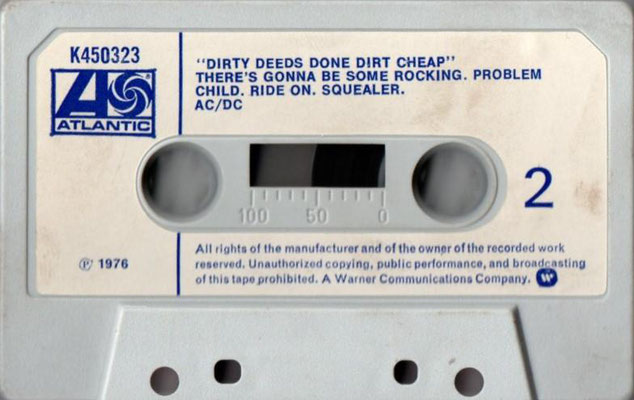 K450323
ATLANTIC
"DIRTY DEEDS DONE DIRT CHEAP"
THERE'S GONNA BE SOME ROCKING. PROBLEM
CHILD. RIDE ON. SQUEALER.
AC/DC
100 50 0
2
℗ 1976
All rights of the manufacturer and of the owner of the recorded work
reserved. Unauthorized copying, public performance, and broadcasting
of this tape prohibited. A Warner Communications Company.